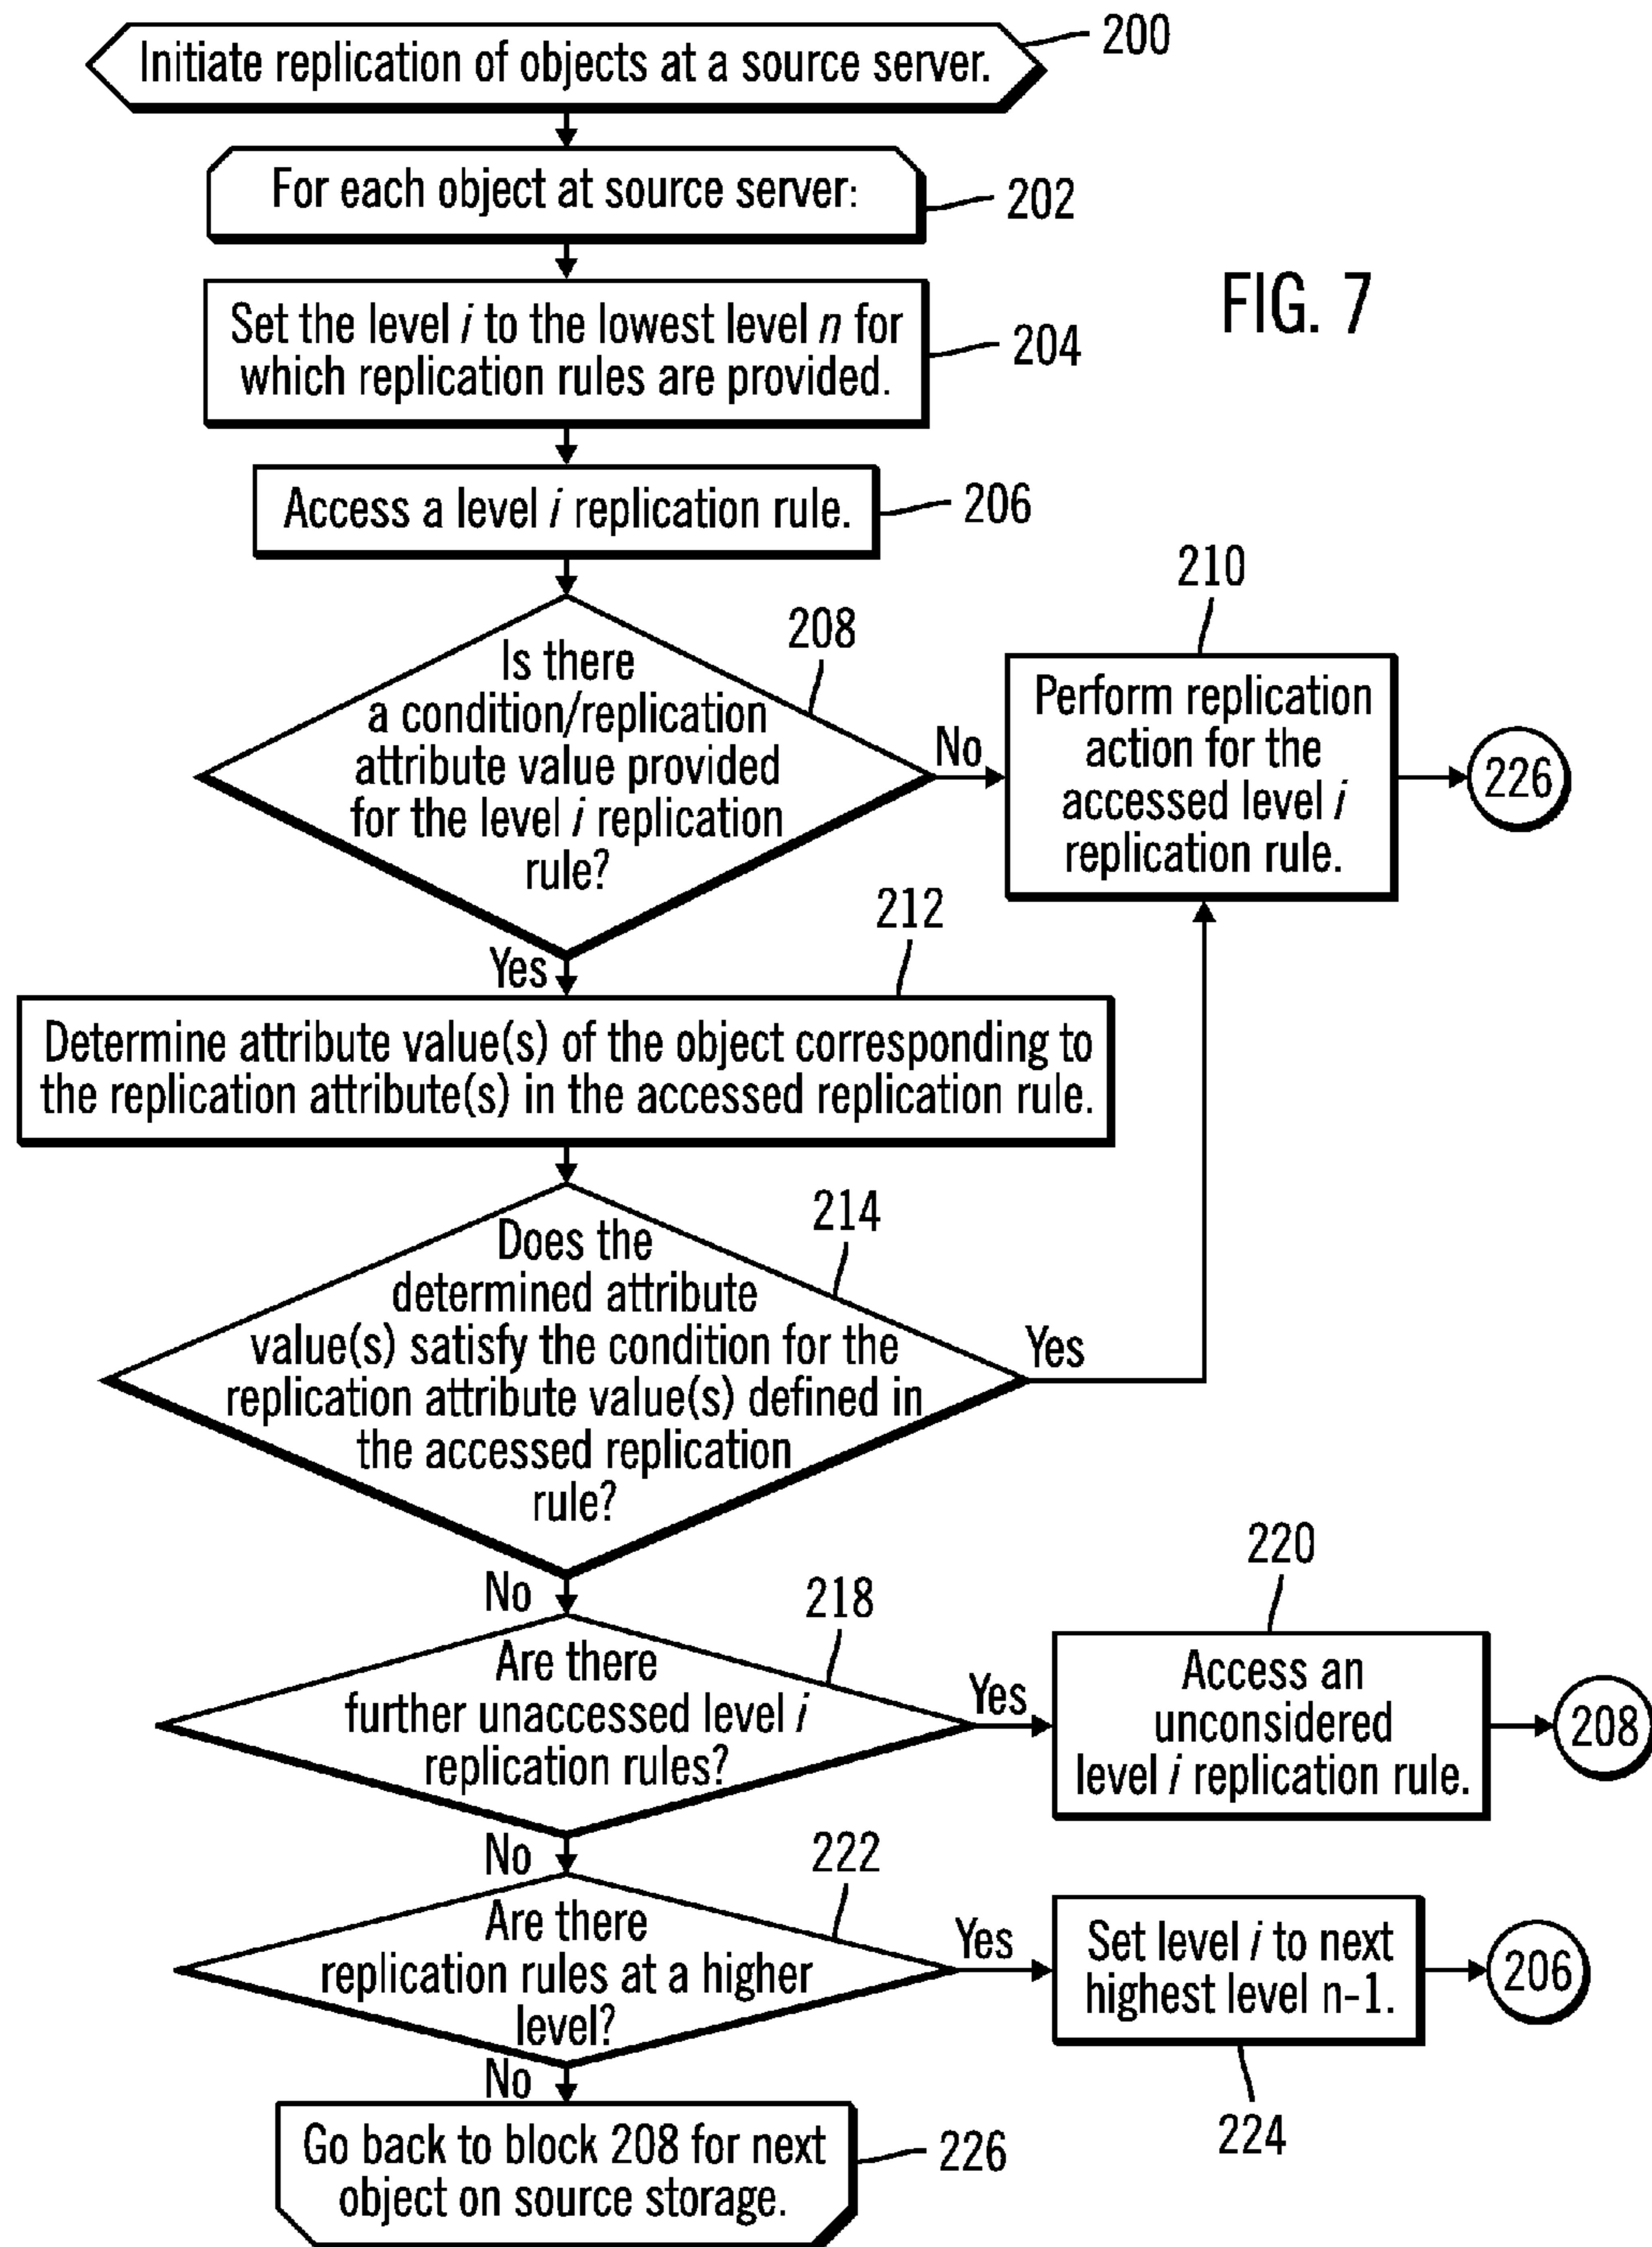 200
Initiate replication of objects at a source server.
For each object at source server:
202
FIG. 7
Set the level i to the lowest level n for
which replication rules are provided.
204
Access a level i replication rule.
206
Is there
a condition/replication
attribute value provided
for the level i replication
rule?
208
No
210
Perform replication
action for the
accessed level i
replication rule.
226
Yes
212
Determine attribute value(s) of the object corresponding to
the replication attribute(s) in the accessed replication rule.
Does the
determined attribute
value(s) satisfy the condition for the
replication attribute value(s) defined in
the accessed replication
rule?
214
Yes
No
Are there
further unaccessed level i
replication rules?
218
Yes
220
Access an
unconsidered
level i replication rule.
208
No
Are there
replication rules at a higher
level?
222
Yes
Set level i to next
highest level n-1.
206
224
No
Go back to block 208 for next
object on source storage.
226